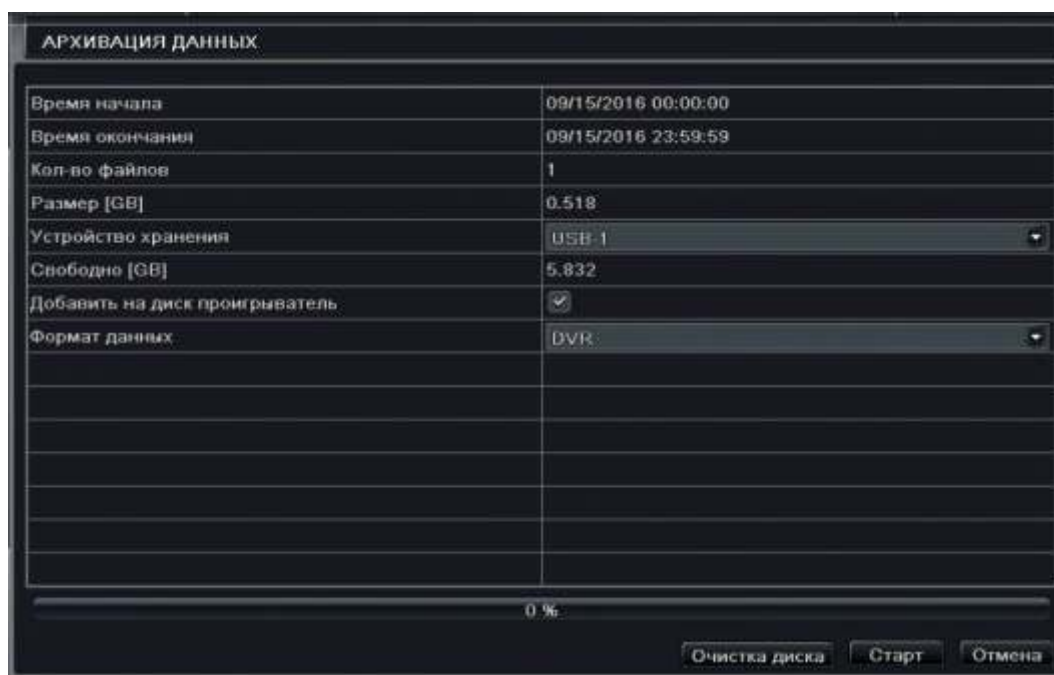 АРХИВАЦИЯ ДАННЫХ
Время начала 09/15/2016 00:00:00
Время окончания 09/15/2016 23:59:59
Кол-во файлов 1
Размер [GB] 0.518
Устройство хранения USB-1
Свободно [GB] 5.832
Добавить на диск проигрыватель
Формат данных DVR
0 %
Очистка диска Старт Отмена